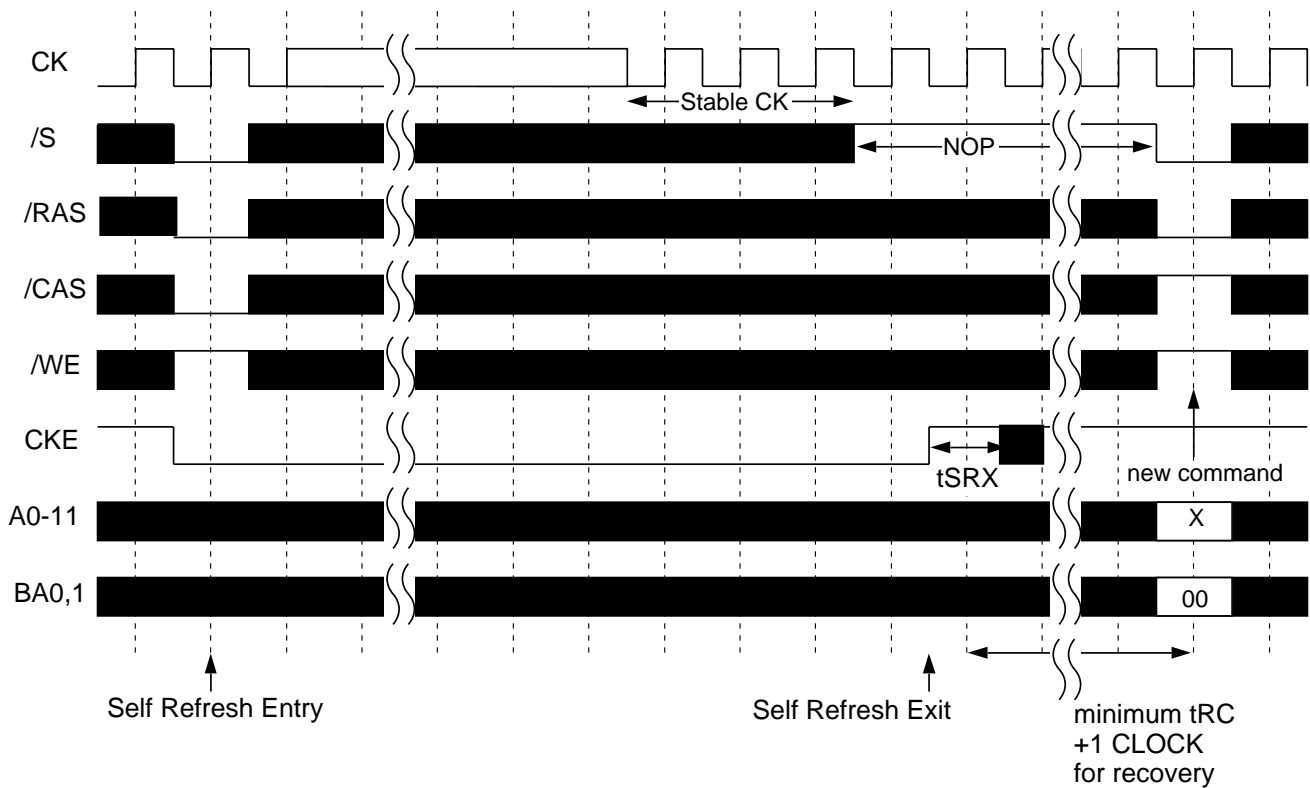 CK
Stable CK
/S
NOP
/RAS
/CAS
/WE
CKE
tSRX
new command
A0-11
X
BA0,1
00
Self Refresh Entry
Self Refresh Exit
minimum tRC
+1 CLOCK
for recovery